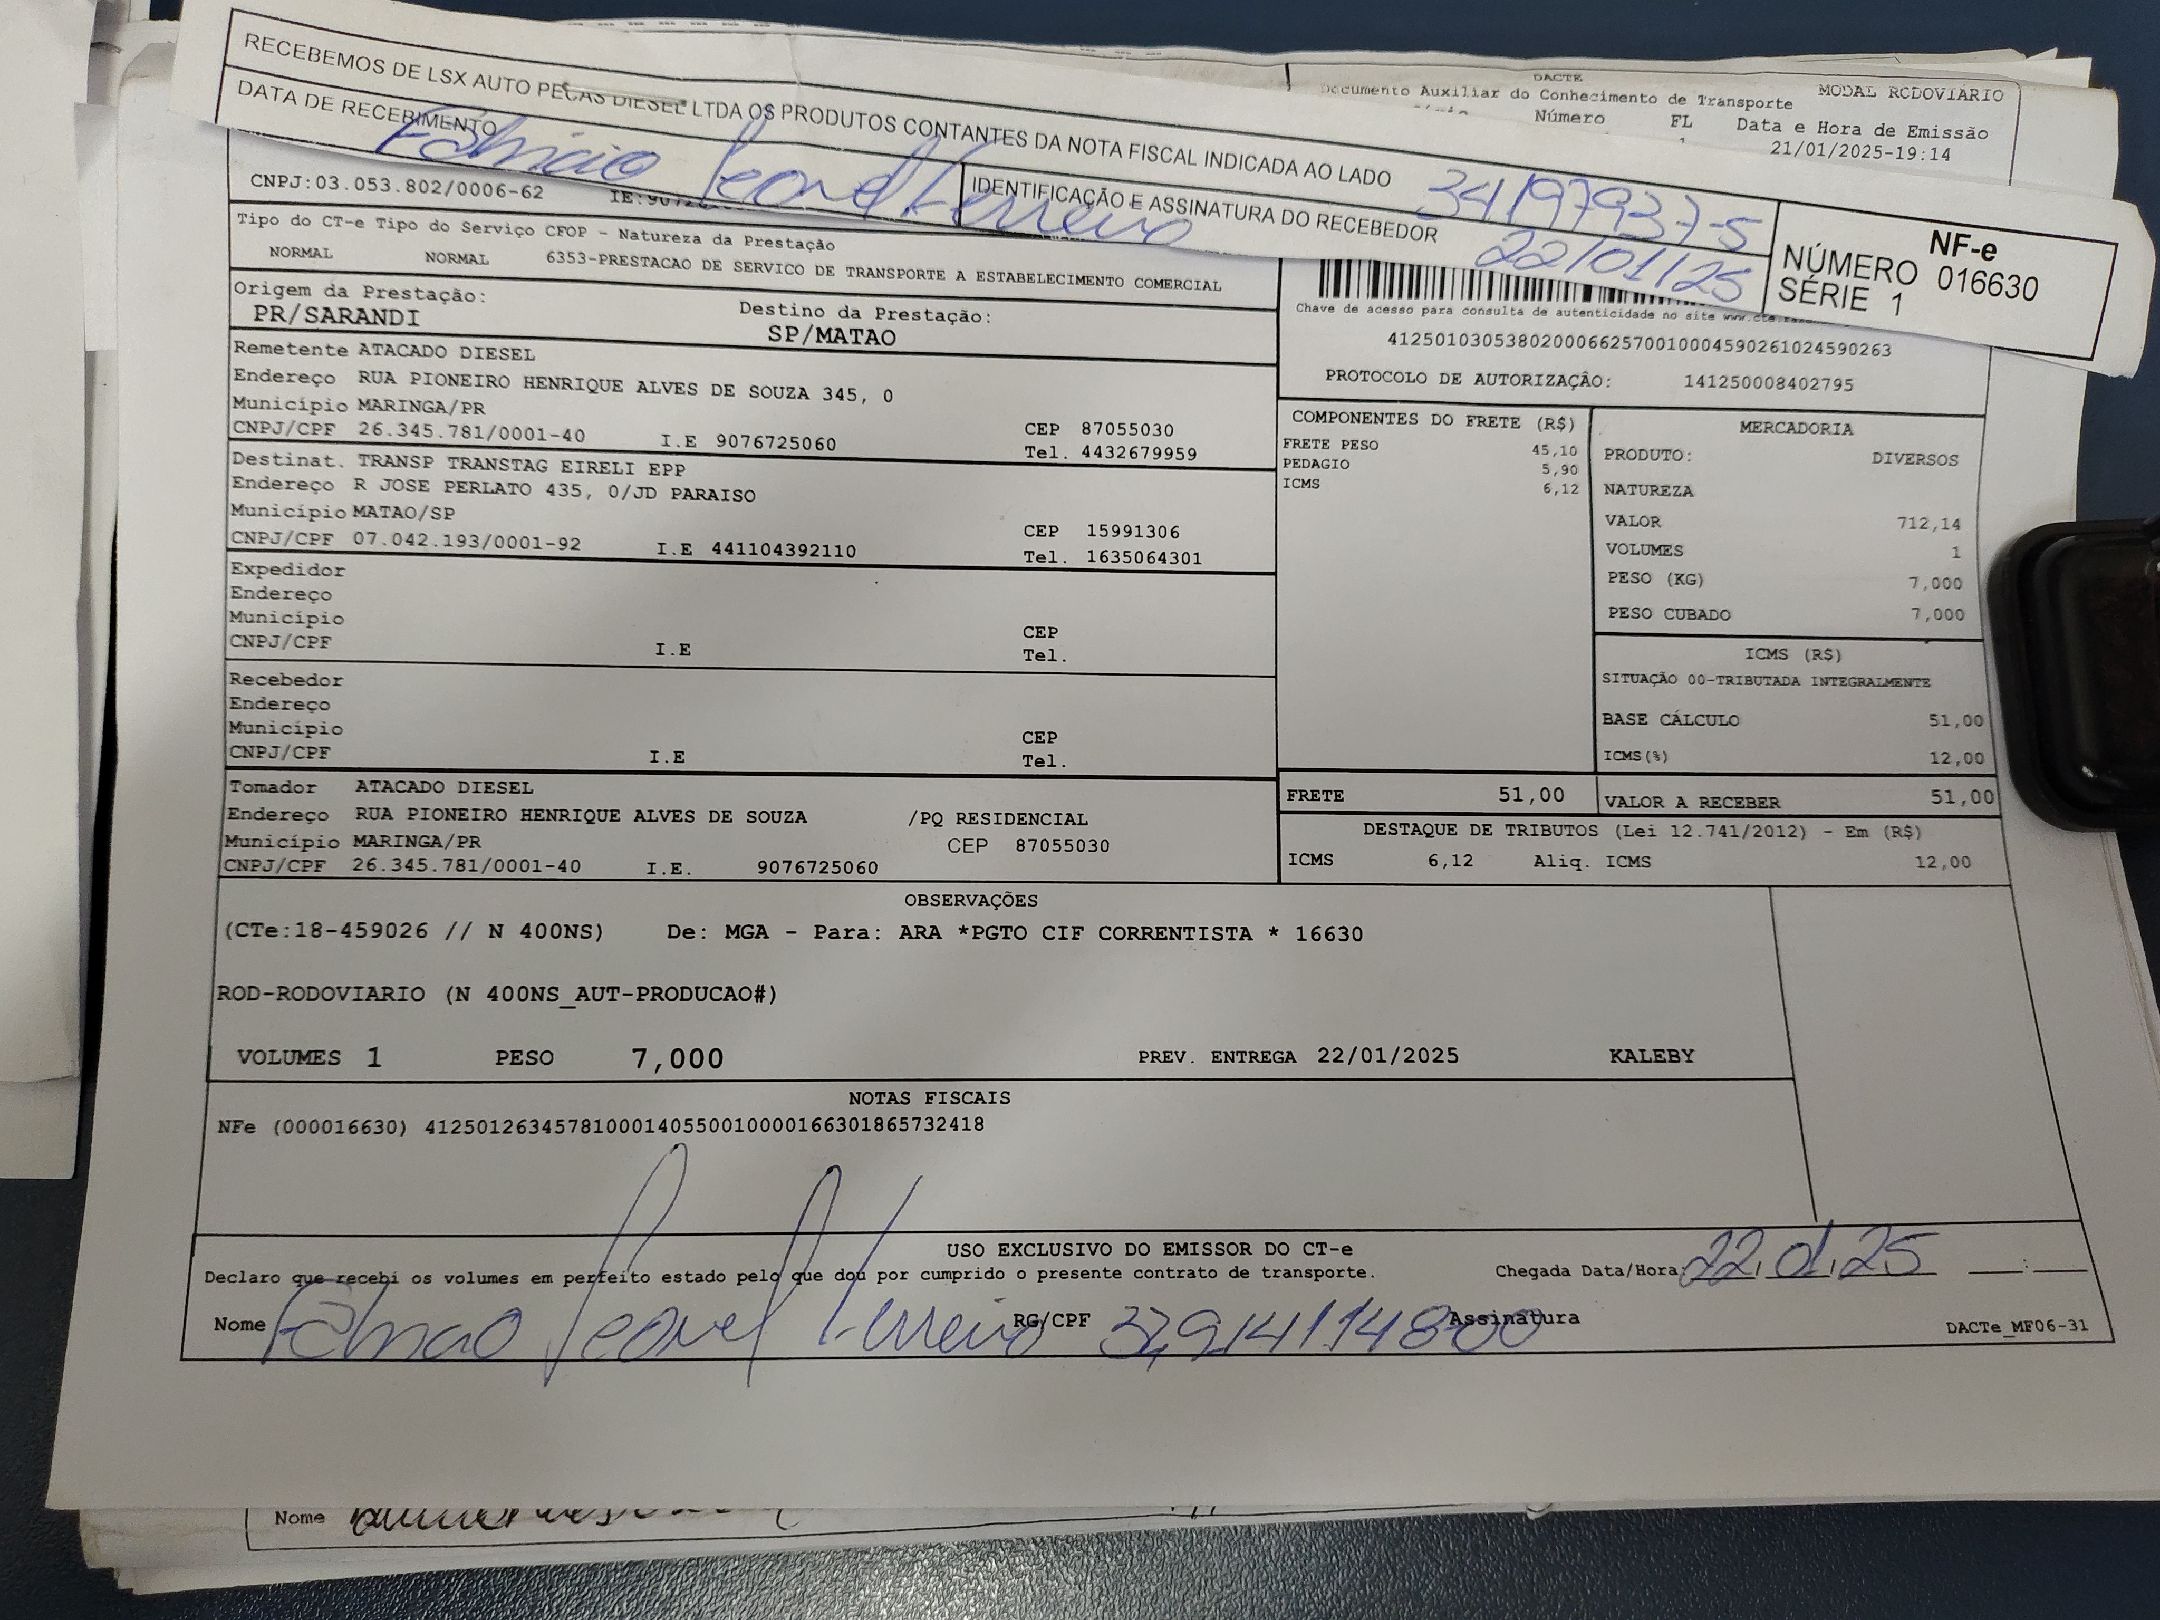 RECEBEMOS DE LSX AUTO PEÇAS DIESEL LTDA OS PRODUTOS CONTANTES DA NOTA FISCAL INDICADA AO LADO
DATA DE RECEBIMENTO
IDENTIFICAÇÃO E ASSINATURA DO RECEBEDOR
Leonel Ferreira
34197937-5
22/01/25
NF-e
NÚMERO 016630
SÉRIE 1
DACTE
Documento Auxiliar do Conhecimento de Transporte
MODAL RODOVIARIO
Número FL Data e Hora de Emissão
21/01/2025-19:14
CNPJ:03.053.802/0006-62
Tipo do CT-e Tipo do Serviço CFOP - Natureza da Prestação
NORMAL NORMAL 6353-PRESTACAO DE SERVICO DE TRANSPORTE A ESTABELECIMENTO COMERCIAL
Origem da Prestação: Destino da Prestação:
PR/SARANDI SP/MATAO
Chave de acesso para consulta de autenticidade no site
41250103053802000662570010004590261024590263
PROTOCOLO DE AUTORIZAÇÃO: 141250008402795
Remetente ATACADO DIESEL
Endereço RUA PIONEIRO HENRIQUE ALVES DE SOUZA 345, 0
Município MARINGA/PR CEP 87055030
CNPJ/CPF 26.345.781/0001-40 I.E 9076725060 Tel. 4432679959
Destinat. TRANSP TRANSTAG EIRELI EPP
Endereço R JOSE PERLATO 435, 0/JD PARAISO
Município MATAO/SP CEP 15991306
CNPJ/CPF 07.042.193/0001-92 I.E 441104392110 Tel. 1635064301
Expedidor
Endereço
Município CEP
CNPJ/CPF I.E Tel.
Recebedor
Endereço
Município CEP
CNPJ/CPF I.E Tel.
Tomador ATACADO DIESEL
Endereço RUA PIONEIRO HENRIQUE ALVES DE SOUZA /PQ RESIDENCIAL
Município MARINGA/PR CEP 87055030
CNPJ/CPF 26.345.781/0001-40 I.E. 9076725060
COMPONENTES DO FRETE (R$)
FRETE PESO 45,10
PEDAGIO 5,90
ICMS 6,12
MERCADORIA
PRODUTO: DIVERSOS
NATUREZA
VALOR 712,14
VOLUMES 1
PESO (KG) 7,000
PESO CUBADO 7,000
ICMS (R$)
SITUAÇÃO 00-TRIBUTADA INTEGRALMENTE
BASE CÁLCULO 51,00
ICMS(%) 12,00
FRETE 51,00 VALOR A RECEBER 51,00
DESTAQUE DE TRIBUTOS (Lei 12.741/2012) - Em (R$)
ICMS 6,12 Aliq. ICMS 12,00
OBSERVAÇÕES
(CTe:18-459026 // N 400NS) De: MGA - Para: ARA *PGTO CIF CORRENTISTA * 16630
ROD-RODOVIARIO (N 400NS_AUT-PRODUCAO#)
VOLUMES 1 PESO 7,000 PREV. ENTREGA 22/01/2025 KALEBY
NOTAS FISCAIS
NFe (000016630) 41250126345781000140550010000166301865732418
USO EXCLUSIVO DO EMISSOR DO CT-e
Declaro que recebi os volumes em perfeito estado pelo que dou por cumprido o presente contrato de transporte. Chegada Data/Hora: __:__
Nome Leonel Ferreira RG/CPF Assinatura
DACTe_MF06-31
Nome